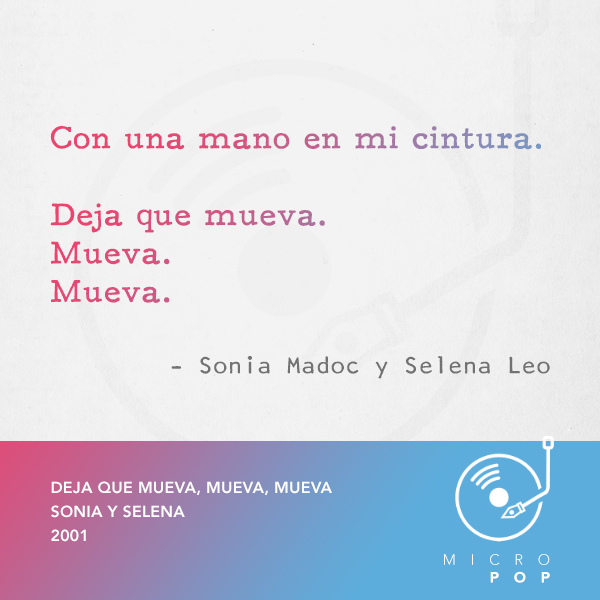 Con una mano en mi cintura.
Deja que mueva.
Mueva.
Mueva.
– Sonia Madoc y Selena Leo
DEJA QUE MUEVA, MUEVA, MUEVA
SONIA Y SELENA
2001
MICRO
POP